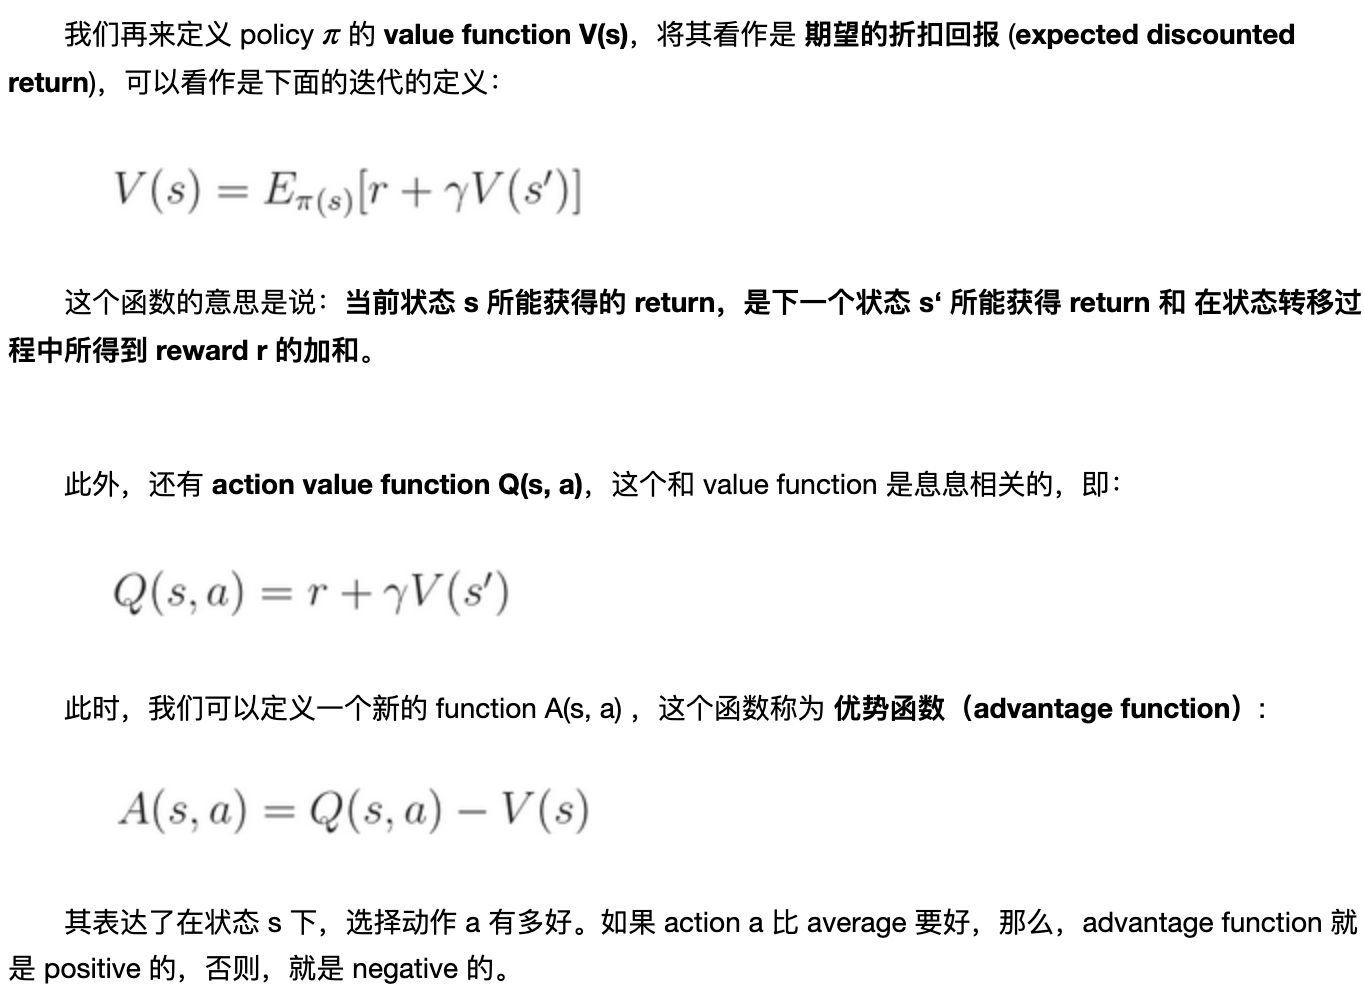 我们再来定义 policy π 的 value function V(s)，将其看作是 期望的折扣回报 (expected discounted
return)，可以看作是下面的迭代的定义：
V(s) = E_{π(s)}[r + γV(s′)]
这个函数的意思是说：当前状态 s 所能获得的 return，是下一个状态 s‘ 所能获得 return 和 在状态转移过
程中所得到 reward r 的加和。
此外，还有 action value function Q(s, a)，这个和 value function 是息息相关的，即：
Q(s, a) = r + γV(s′)
此时，我们可以定义一个新的 function A(s, a) ，这个函数称为 优势函数（advantage function）:
A(s, a) = Q(s, a) − V(s)
其表达了在状态 s 下，选择动作 a 有多好。如果 action a 比 average 要好，那么，advantage function 就
是 positive 的，否则，就是 negative 的。